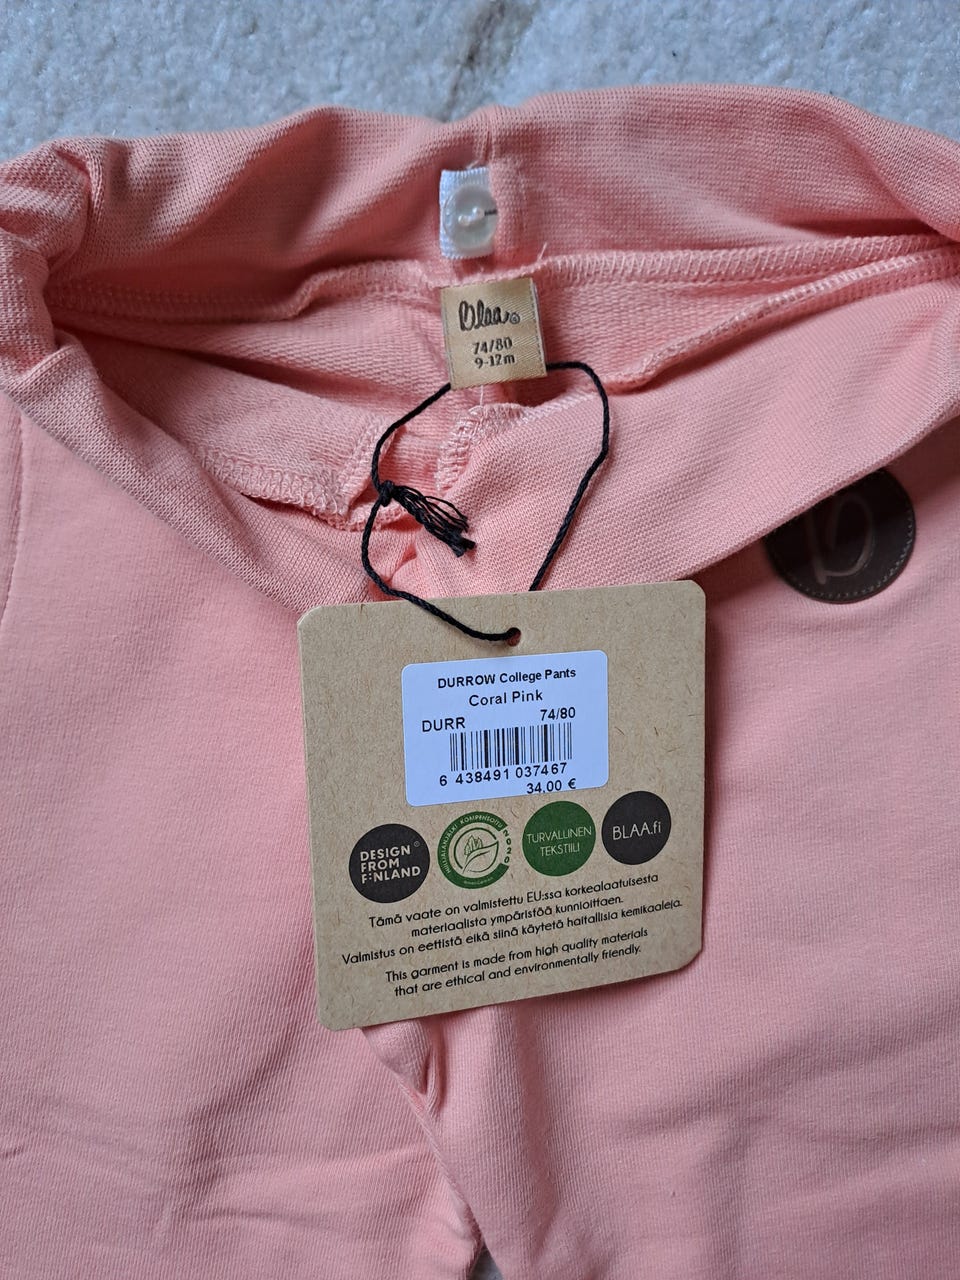 Blaa®
74/80
9-12m
B
DURROW College Pants
Coral Pink
DURR 74/80
6 438491 037467
34,00 €
DESIGN®
FROM
FINLAND
HIILIJALANJÄLKI KOMPENSOITU 2020
TURVALLINEN
TEKSTIILI
BLAA.fi
Tämä vaate on valmistettu EU:ssa korkealaatuisesta
materiaalista ympäristöä kunnioittaen.
Valmistus on eettistä eikä siinä käytetä haitallisia kemikaaleja.
This garment is made from high quality materials
that are ethical and environmentally friendly.